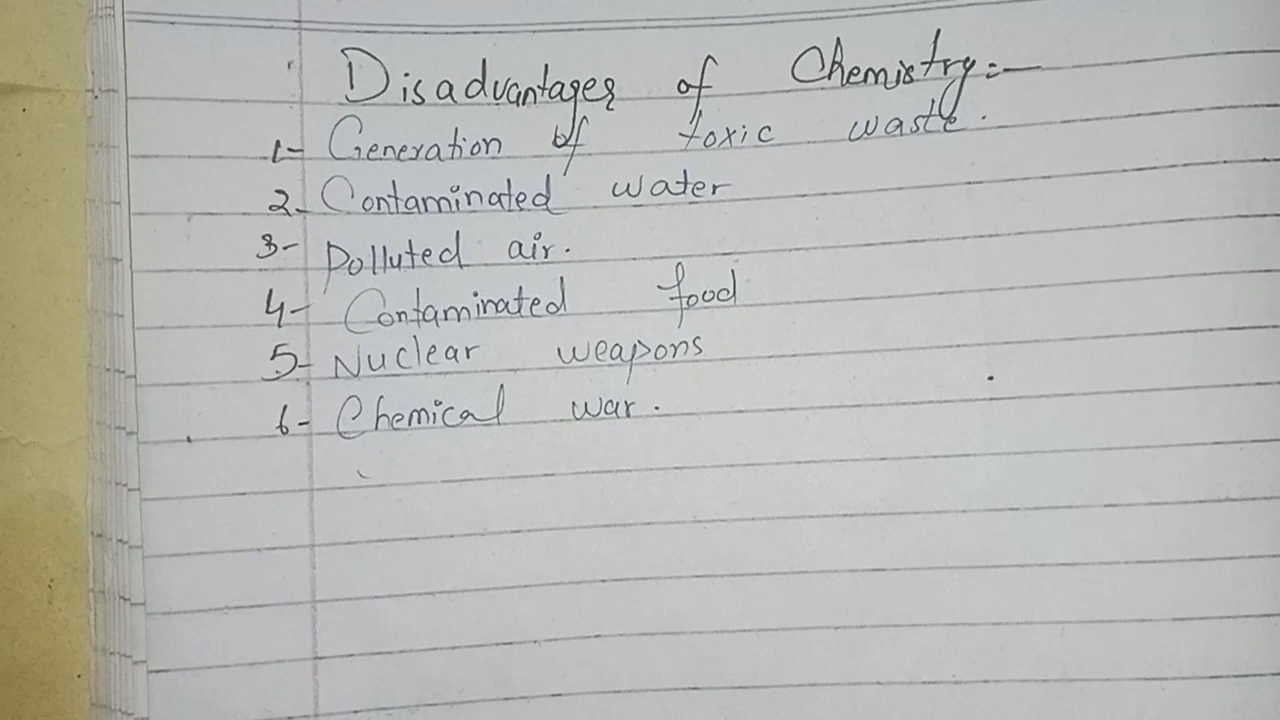 Disadvantages of Chemistry:-
1- Generation of toxic waste.
2- Contaminated water
3- Polluted air.
4- Contaminated food
5- Nuclear weapons
6- Chemical war.